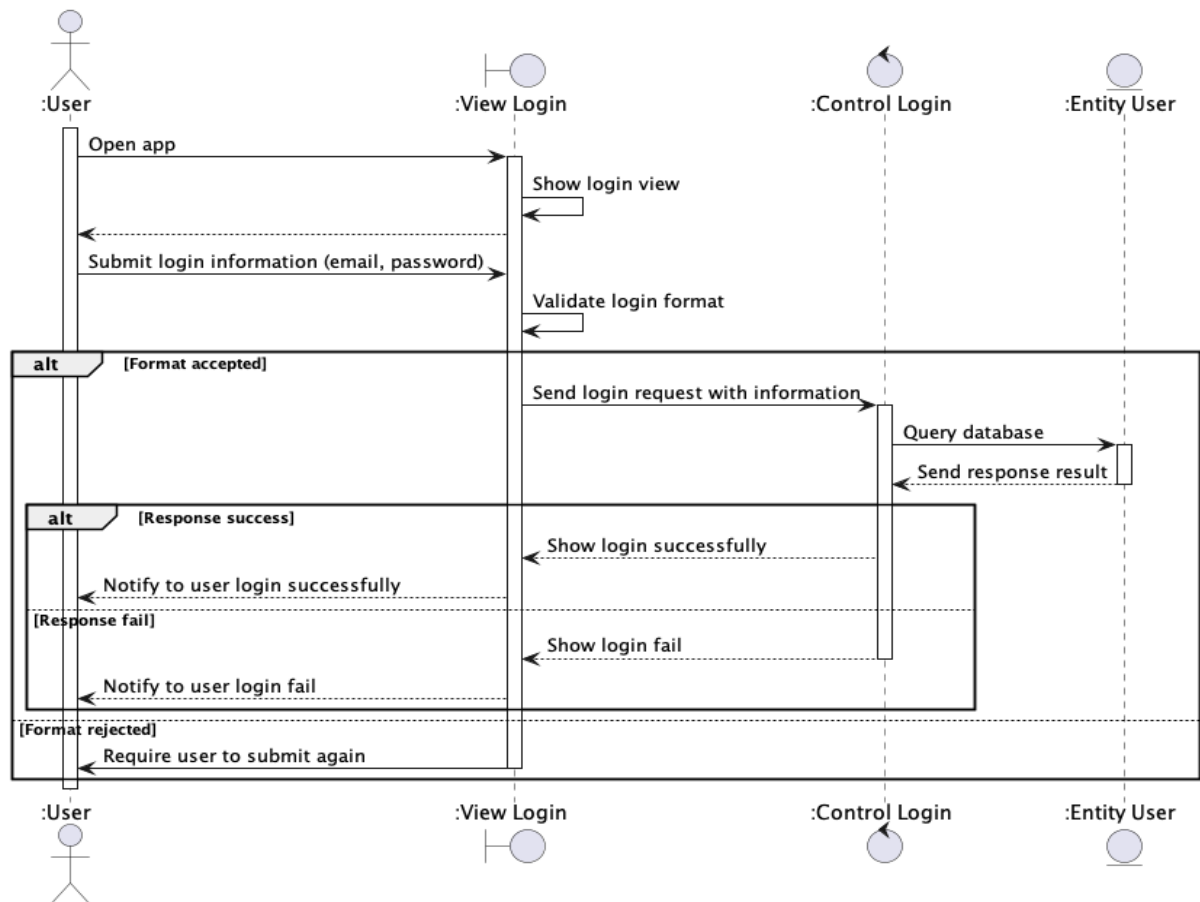 :User
:View Login
:Control Login
:Entity User
Open app
Show login view
Submit login information (email, password)
Validate login format
alt [Format accepted]
Send login request with information
Query database
Send response result
alt [Response success]
Show login successfully
Notify to user login successfully
[Response fail]
Show login fail
Notify to user login fail
[Format rejected]
Require user to submit again
:User
:View Login
:Control Login
:Entity User